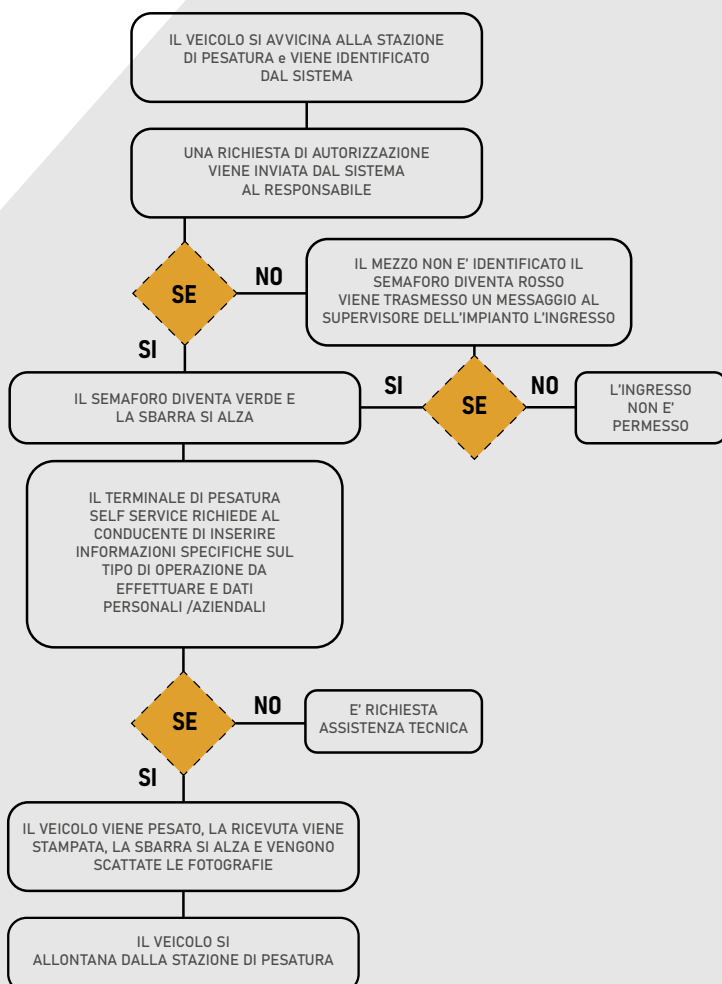 IL VEICOLO SI AVVICINA ALLA STAZIONE
DI PESATURA e VIENE IDENTIFICATO
DAL SISTEMA
UNA RICHIESTA DI AUTORIZZAZIONE
VIENE INVIATA DAL SISTEMA
AL RESPONSABILE
SE
NO
IL MEZZO NON E' IDENTIFICATO IL
SEMAFORO DIVENTA ROSSO
VIENE TRASMESSO UN MESSAGGIO AL
SUPERVISORE DELL'IMPIANTO L'INGRESSO
SI
IL SEMAFORO DIVENTA VERDE E
LA SBARRA SI ALZA
SI
SE
NO
L'INGRESSO
NON E'
PERMESSO
IL TERMINALE DI PESATURA
SELF SERVICE RICHIEDE AL
CONDUCENTE DI INSERIRE
INFORMAZIONI SPECIFICHE SUL
TIPO DI OPERAZIONE DA
EFFETTUARE E DATI
PERSONALI /AZIENDALI
SE
NO
E' RICHIESTA
ASSISTENZA TECNICA
SI
IL VEICOLO VIENE PESATO, LA RICEVUTA VIENE
STAMPATA, LA SBARRA SI ALZA E VENGONO
SCATTATE LE FOTOGRAFIE
IL VEICOLO SI
ALLONTANA DALLA STAZIONE DI PESATURA